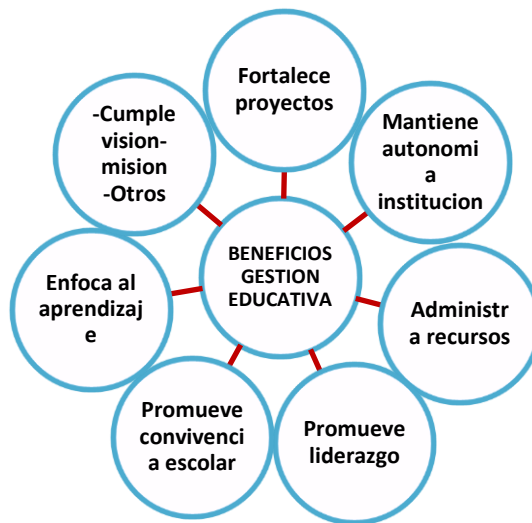 Fortalece
proyectos
Mantiene
autonomi
a
institucion
Administr
a recursos
Promueve
liderazgo
Promueve
convivenci
a escolar
Enfoca al
aprendizaj
e
-Cumple
vision-
mision
-Otros
BENEFICIOS
GESTION
EDUCATIVA